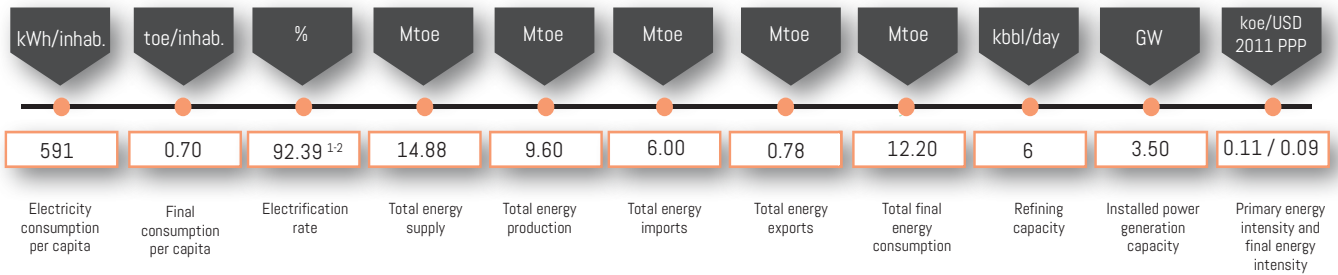 kWh/inhab.
toe/inhab.
%
Mtoe
Mtoe
Mtoe
Mtoe
Mtoe
kbbl/day
GW
koe/USD
2011 PPP
591
0.70
92.39 1-2
14.88
9.60
6.00
0.78
12.20
6
3.50
0.11 / 0.09
Electricity
consumption
per capita
Final
consumption
per capita
Electrification
rate
Total energy
supply
Total energy
production
Total energy
imports
Total energy
exports
Total final
energy
consumption
Refining
capacity
Installed power
generation
capacity
Primary energy
intensity and
final energy
intensity